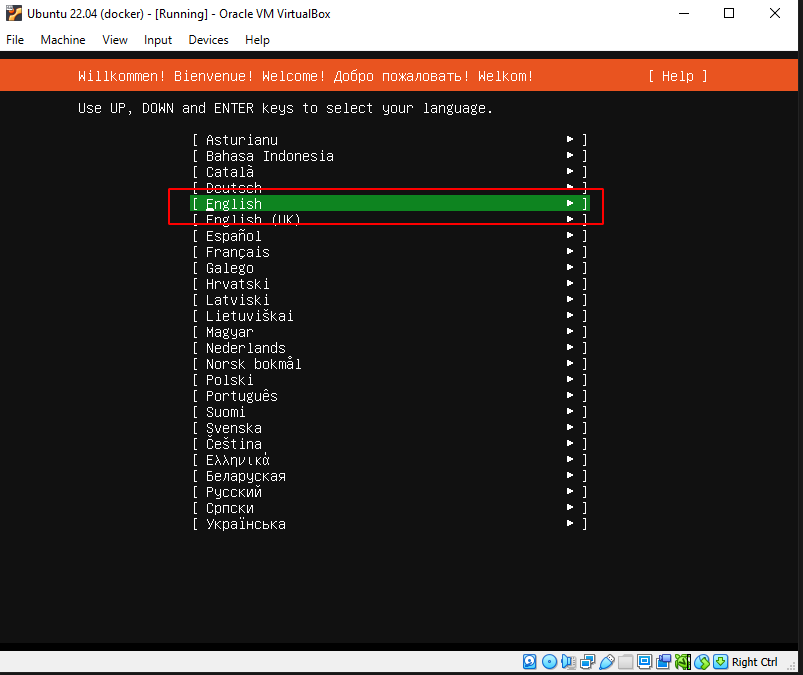 Ubuntu 22.04 (docker) - [Running] - Oracle VM VirtualBox
File Machine View Input Devices Help
Willkommen! Bienvenue! Welcome! Добро пожаловать! Welkom! [ Help ]
Use UP, DOWN and ENTER keys to select your language.
[ Asturianu ▸ ]
[ Bahasa Indonesia ▸ ]
[ Català ▸ ]
[ Deutsch ▸ ]
[ English ▸ ]
[ English (UK) ▸ ]
[ Español ▸ ]
[ Français ▸ ]
[ Galego ▸ ]
[ Hrvatski ▸ ]
[ Latviski ▸ ]
[ Lietuviškai ▸ ]
[ Magyar ▸ ]
[ Nederlands ▸ ]
[ Norsk bokmål ▸ ]
[ Polski ▸ ]
[ Português ▸ ]
[ Suomi ▸ ]
[ Svenska ▸ ]
[ Čeština ▸ ]
[ Ελληνικά ▸ ]
[ Беларуская ▸ ]
[ Русский ▸ ]
[ Српски ▸ ]
[ Українська ▸ ]
Right Ctrl